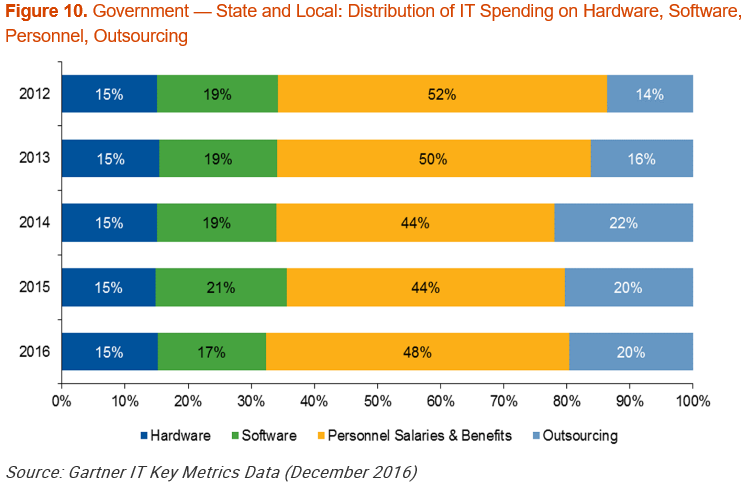 Figure 10. Government — State and Local: Distribution of IT Spending on Hardware, Software,
Personnel, Outsourcing
2012 15% 19% 52% 14%
2013 15% 19% 50% 16%
2014 15% 19% 44% 22%
2015 15% 21% 44% 20%
2016 15% 17% 48% 20%
0% 10% 20% 30% 40% 50% 60% 70% 80% 90% 100%
Hardware Software Personnel Salaries & Benefits Outsourcing
Source: Gartner IT Key Metrics Data (December 2016)